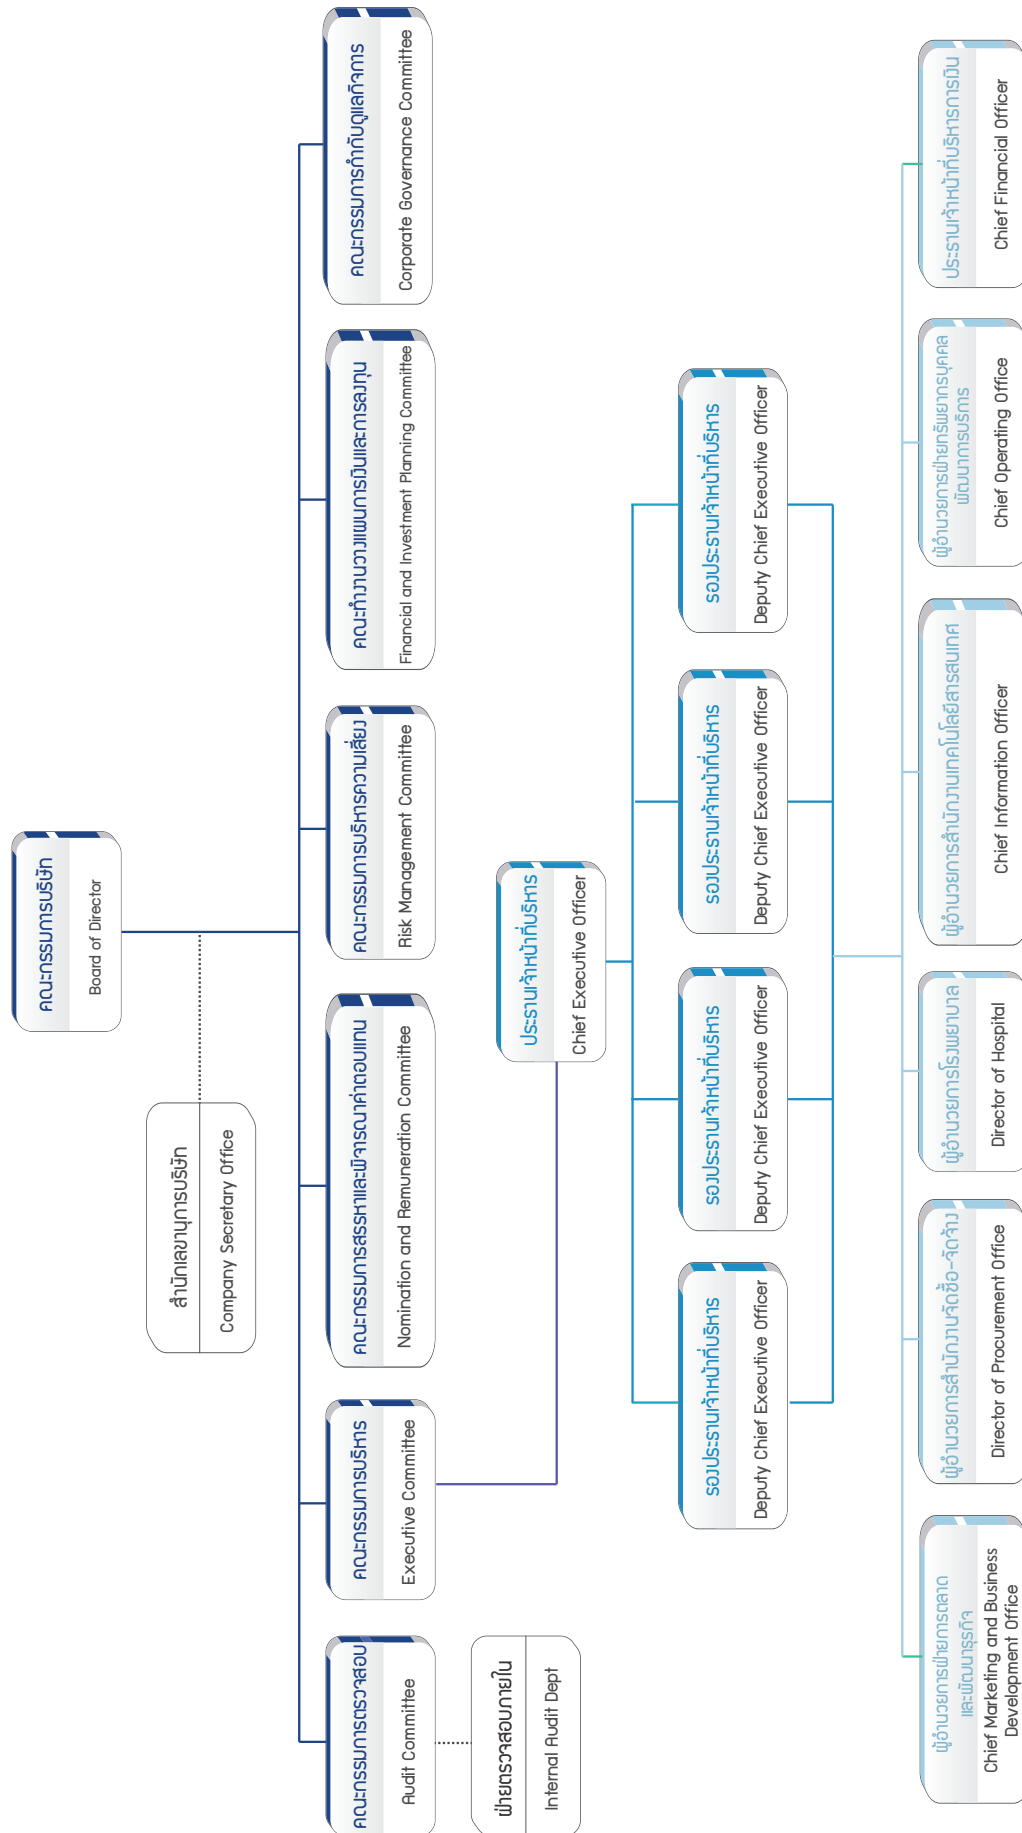 คณะกรรมการบริษัท
Board of Director
สำนักเลขานุการบริษัท
Company Secretary Office
คณะกรรมการตรวจสอบ
Audit Committee
คณะกรรมการบริหาร
Executive Committee
คณะกรรมการสรรหาและพิจารณาค่าตอบแทน
Nomination and Remuneration Committee
คณะกรรมการบริหารความเสี่ยง
Risk Management Committee
คณะทำงานวางแผนการเงินและการลงทุน
Financial and Investment Planning Committee
คณะกรรมการกำกับดูแลกิจการ
Corporate Governance Committee
ฝ่ายตรวจสอบภายใน
Internal Audit Dept
ประธานเจ้าหน้าที่บริหาร
Chief Executive Officer
รองประธานเจ้าหน้าที่บริหาร
Deputy Chief Executive Officer
รองประธานเจ้าหน้าที่บริหาร
Deputy Chief Executive Officer
รองประธานเจ้าหน้าที่บริหาร
Deputy Chief Executive Officer
รองประธานเจ้าหน้าที่บริหาร
Deputy Chief Executive Officer
ผู้อำนวยการฝ่ายการตลาด
และพัฒนาธุรกิจ
Chief Marketing and Business
Development Office
ผู้อำนวยการสำนักงานจัดซื้อ-จัดจ้าง
Director of Procurement Office
ผู้อำนวยการโรงพยาบาล
Director of Hospital
ผู้อำนวยการสำนักงานเทคโนโลยีสารสนเทศ
Chief Information Officer
ผู้อำนวยการฝ่ายทรัพยากรบุคคล
พัฒนาการบริการ
Chief Operating Office
ประธานเจ้าหน้าที่บริหารการเงิน
Chief Financial Officer